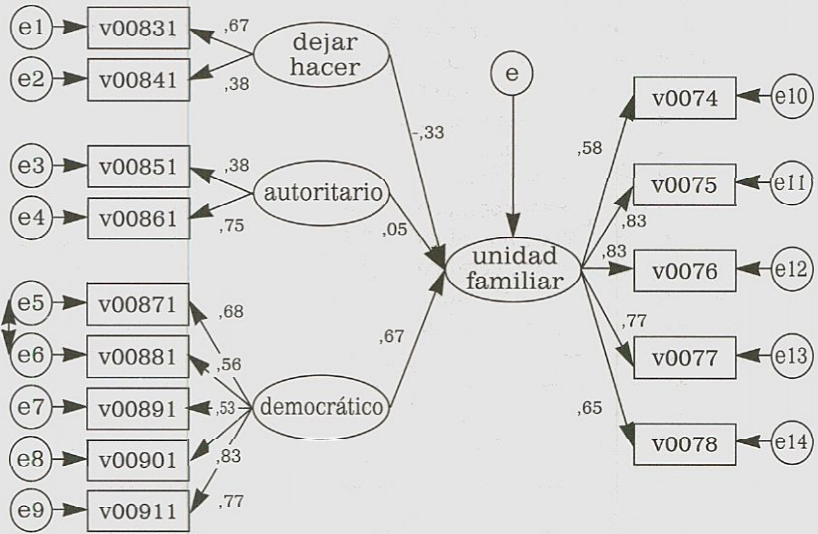 e1
v00831
,67
dejar
hacer
e2
v00841
,38
e
v0074
e10
-,33
,58
e3
v00851
,38
autoritario
v0075
e11
e4
v00861
,75
,05
,83
unidad
familiar
,83
v0076
e12
e5
v00871
,68
,67
,77
e6
v00881
,56
v0077
e13
e7
v00891
,53
democrático
,65
e8
v00901
,83
v0078
e14
e9
v00911
,77